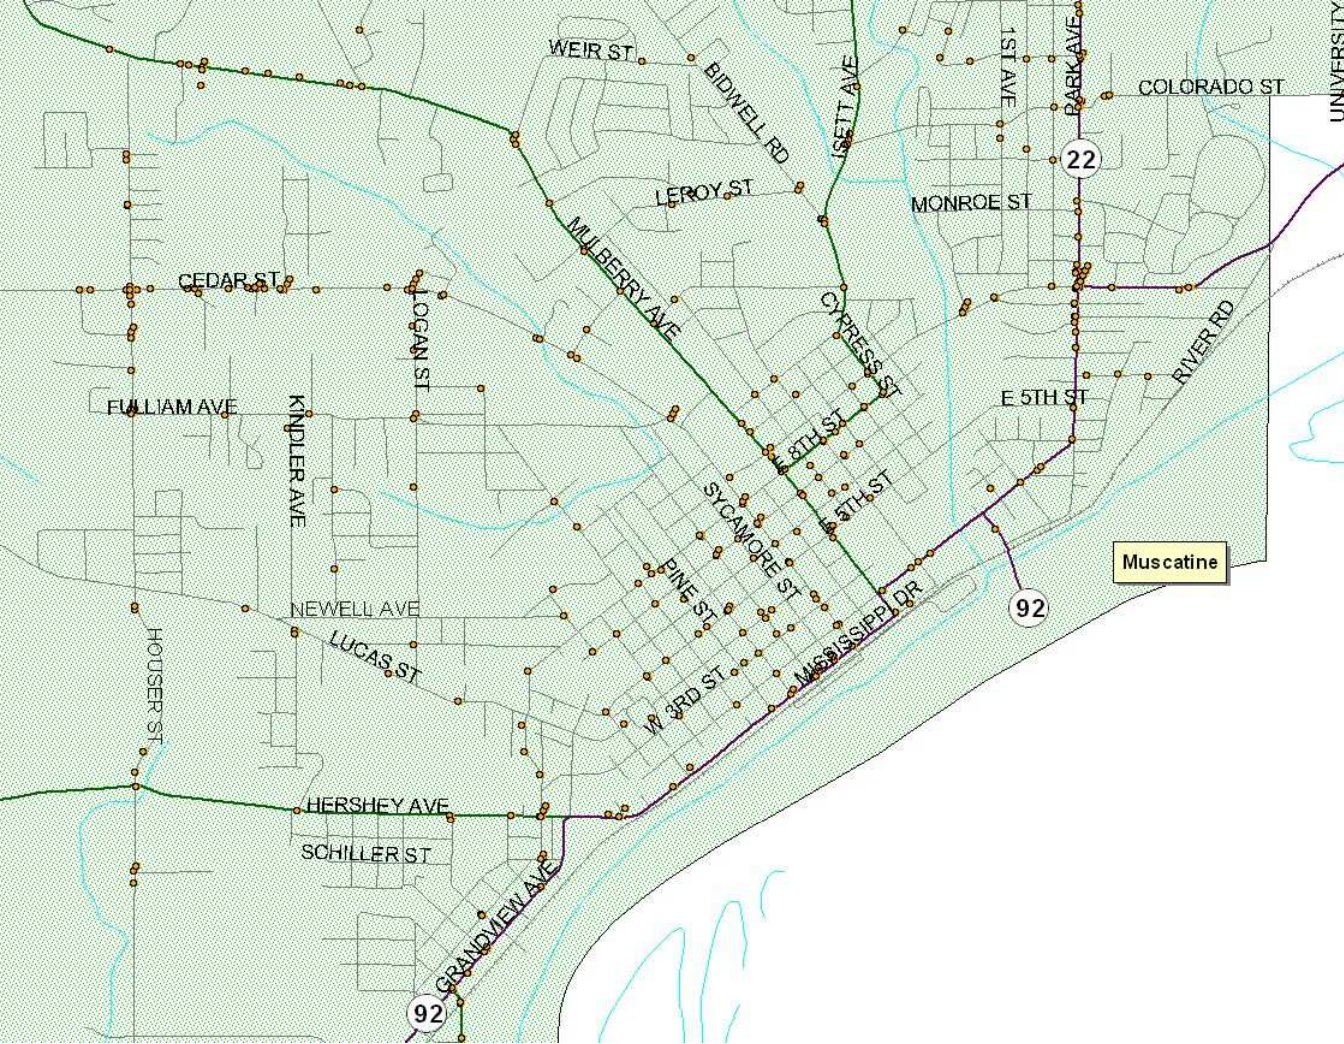 WEIR ST
BIDWELL RD
ISETT AVE
1ST AVE
PARK AVE
COLORADO ST
UNIVERSITY
22
LEROY ST
MONROE ST
MULBERRY AVE
CEDAR ST
LOGAN ST
CYPRESS ST
RIVER RD
FULLIAM AVE
KINDLER AVE
E 5TH ST
E 8TH ST
SYCAMORE ST
E 5TH ST
Muscatine
PINE ST
92
NEWELL AVE
LUCAS ST
MISSISSIPPI DR
HOUSER ST
W 3RD ST
HERSHEY AVE
SCHILLER ST
GRANDVIEW AVE
92